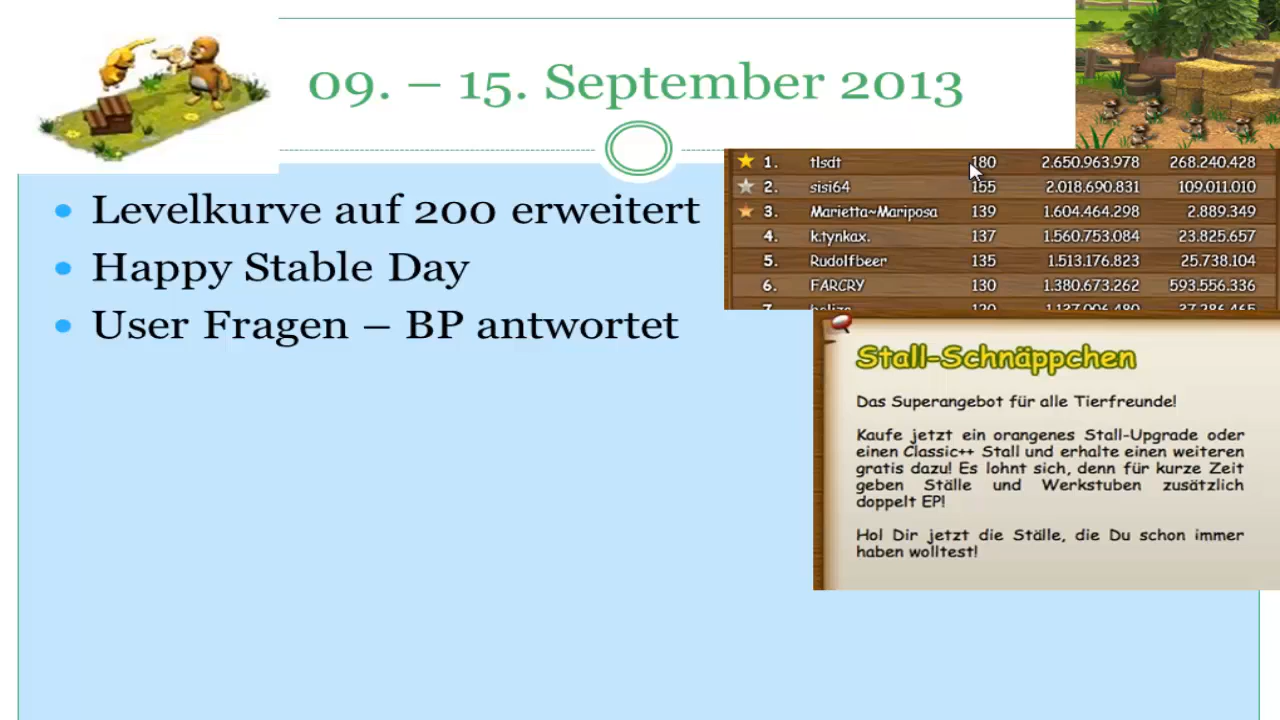 09. – 15. September 2013
Levelkurve auf 200 erweitert
Happy Stable Day
User Fragen – BP antwortet
1. tlsdt 180 2.650.963.978 268.240.428
2. sisi64 155 2.018.690.831 109.011.010
3. Marietta~Mariposa 139 1.604.464.298 2.889.349
4. k.tynkax. 137 1.560.753.084 23.825.657
5. Rudolfbeer 135 1.513.176.823 25.738.104
6. FARCRY 130 1.380.673.262 593.556.336
Stall-Schnäppchen
Das Superangebot für alle Tierfreunde!
Kaufe jetzt ein orangenes Stall-Upgrade oder
einen Classic++ Stall und erhalte einen weiteren
gratis dazu! Es lohnt sich, denn für kurze Zeit
geben Ställe und Werkstuben zusätzlich
doppelt EP!
Hol Dir jetzt die Ställe, die Du schon immer
haben wolltest!